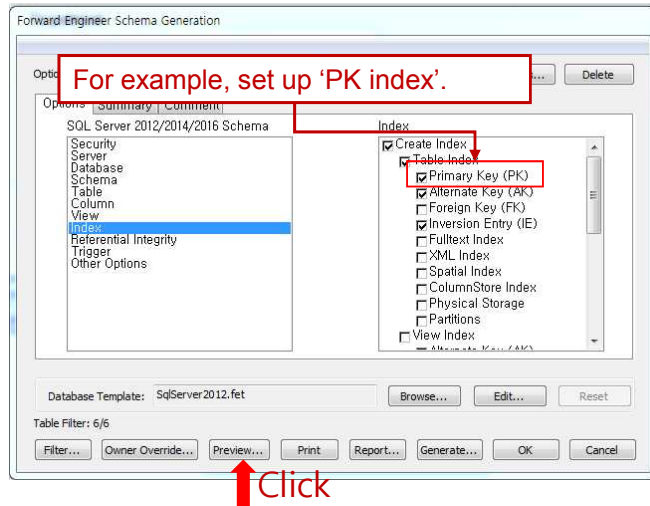 Forward Engineer Schema Generation
Optio
For example, set up ‘PK index’.
... Delete
Options Summary Comment
SQL Server 2012/2014/2016 Schema
Security
Server
Database
Schema
Table
Column
View
Index
Referential Integrity
Trigger
Other Options
Index
Create Index
Table Index
Primary Key (PK)
Alternate Key (AK)
Foreign Key (FK)
Inversion Entry (IE)
Fulltext Index
XML Index
Spatial Index
ColumnStore Index
Physical Storage
Partitions
View Index
Alternate Key (AK)
Database Template: SqlServer2012.fet Browse... Edit... Reset
Table Filter: 6/6
Filter... Owner Override... Preview... Print Report... Generate... OK Cancel
Click